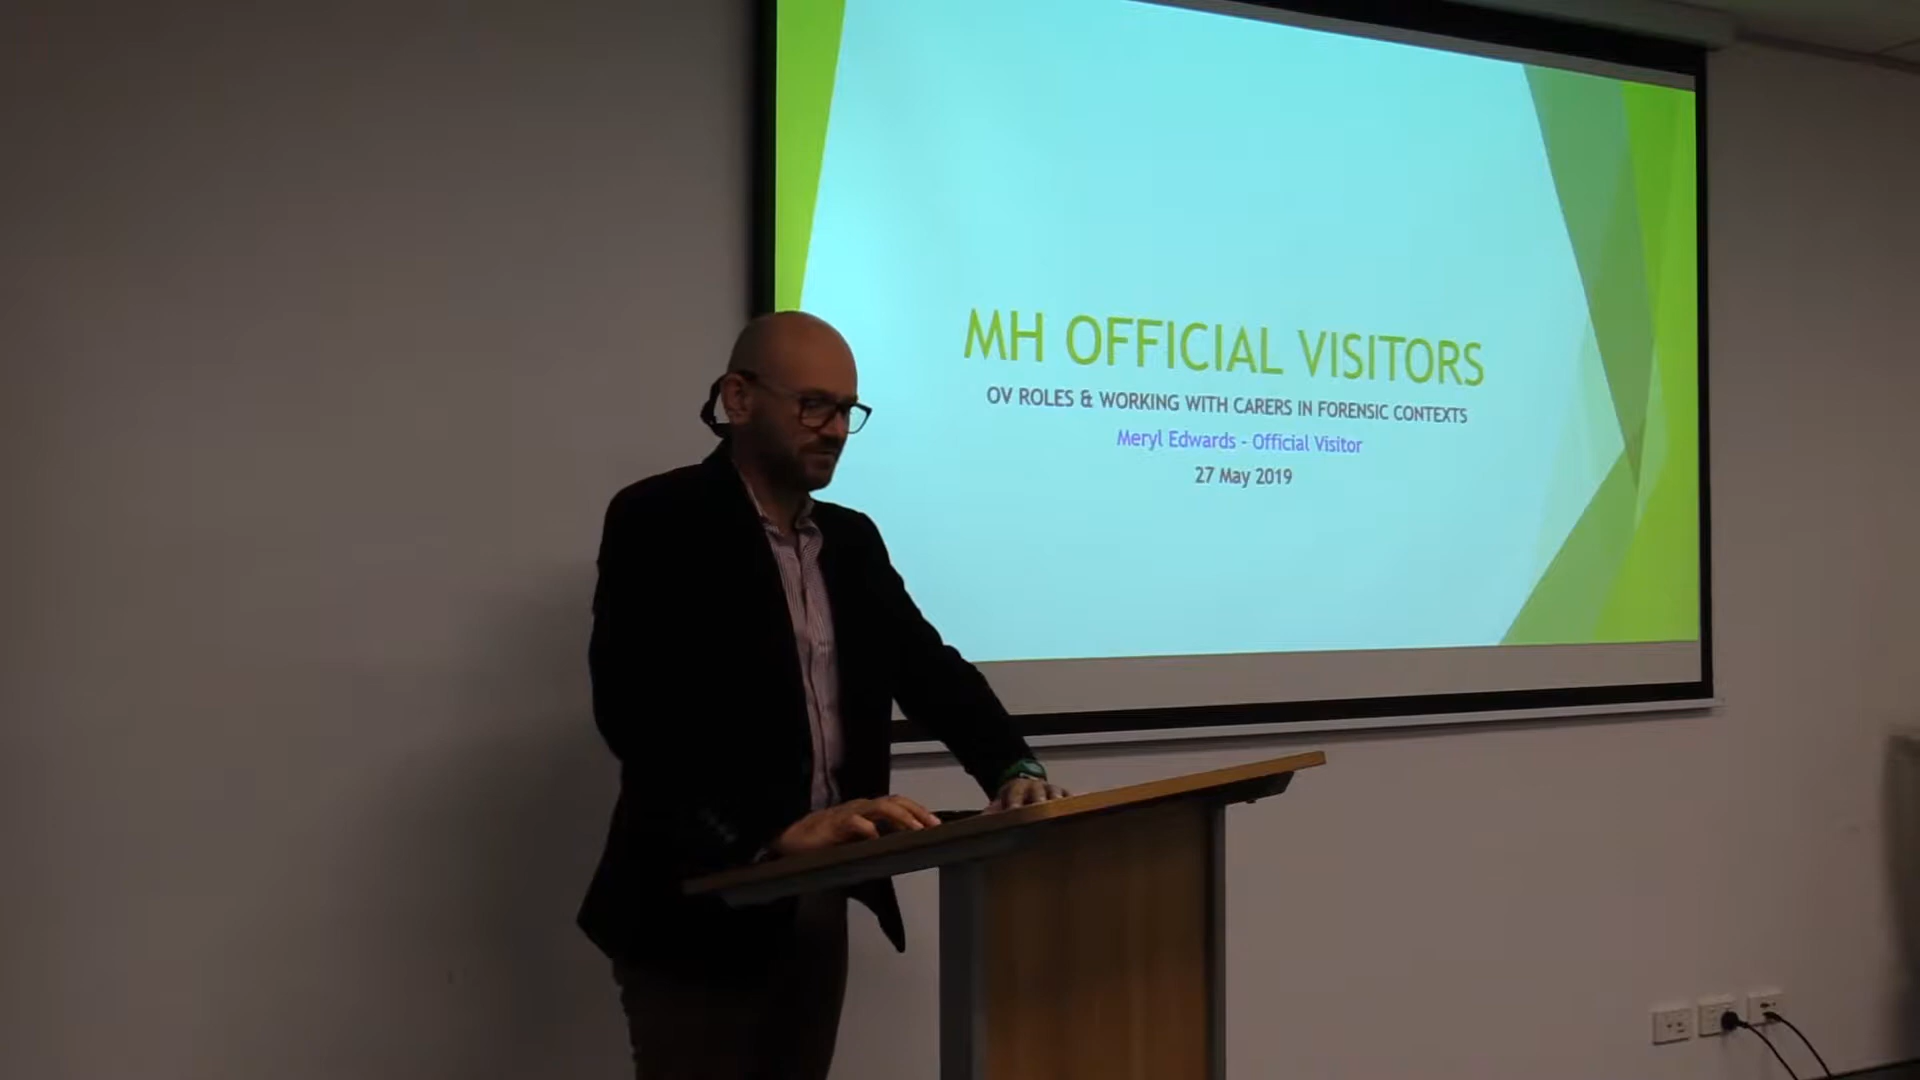 MH OFFICIAL VISITORS
OV ROLES & WORKING WITH CARERS IN FORENSIC CONTEXTS
Meryl Edwards - Official Visitor
27 May 2019